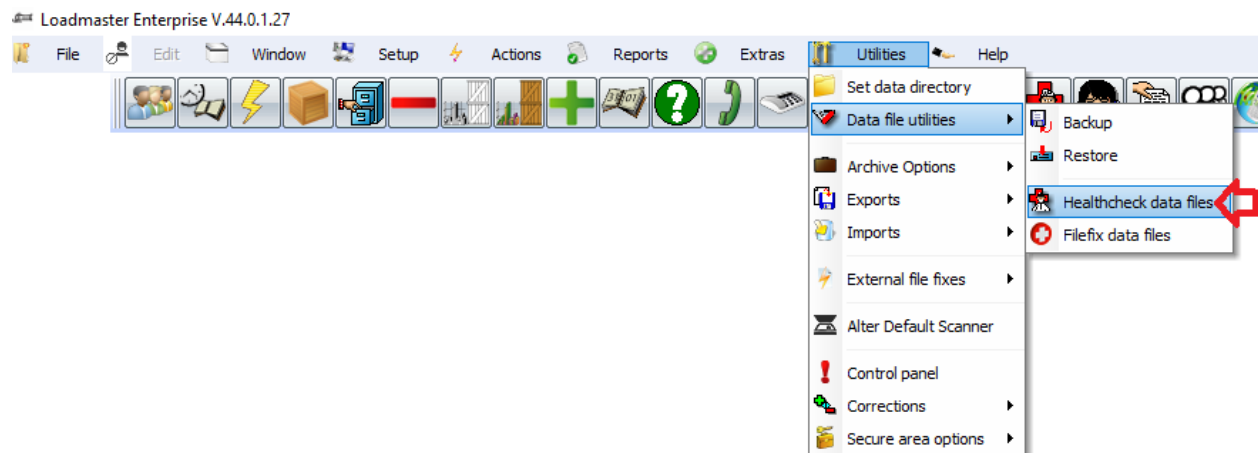 Loadmaster Enterprise V.44.0.1.27
File Edit Window Setup Actions Reports Extras Utilities Help
Set data directory
Data file utilities
Backup
Restore
Archive Options
Exports
Healthcheck data files
Imports
Filefix data files
External file fixes
Alter Default Scanner
Control panel
Corrections
Secure area options